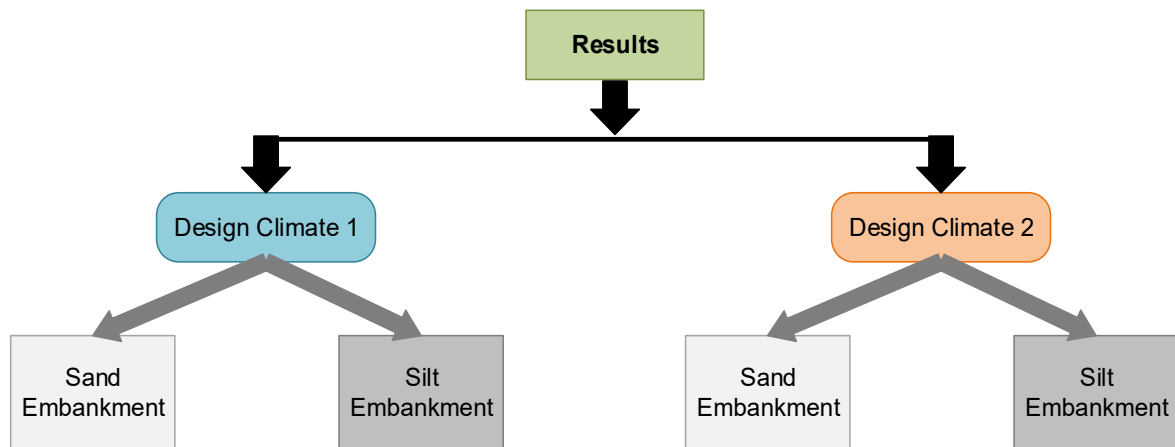 Results
Design Climate 1
Design Climate 2
Sand
Embankment
Silt
Embankment
Sand
Embankment
Silt
Embankment